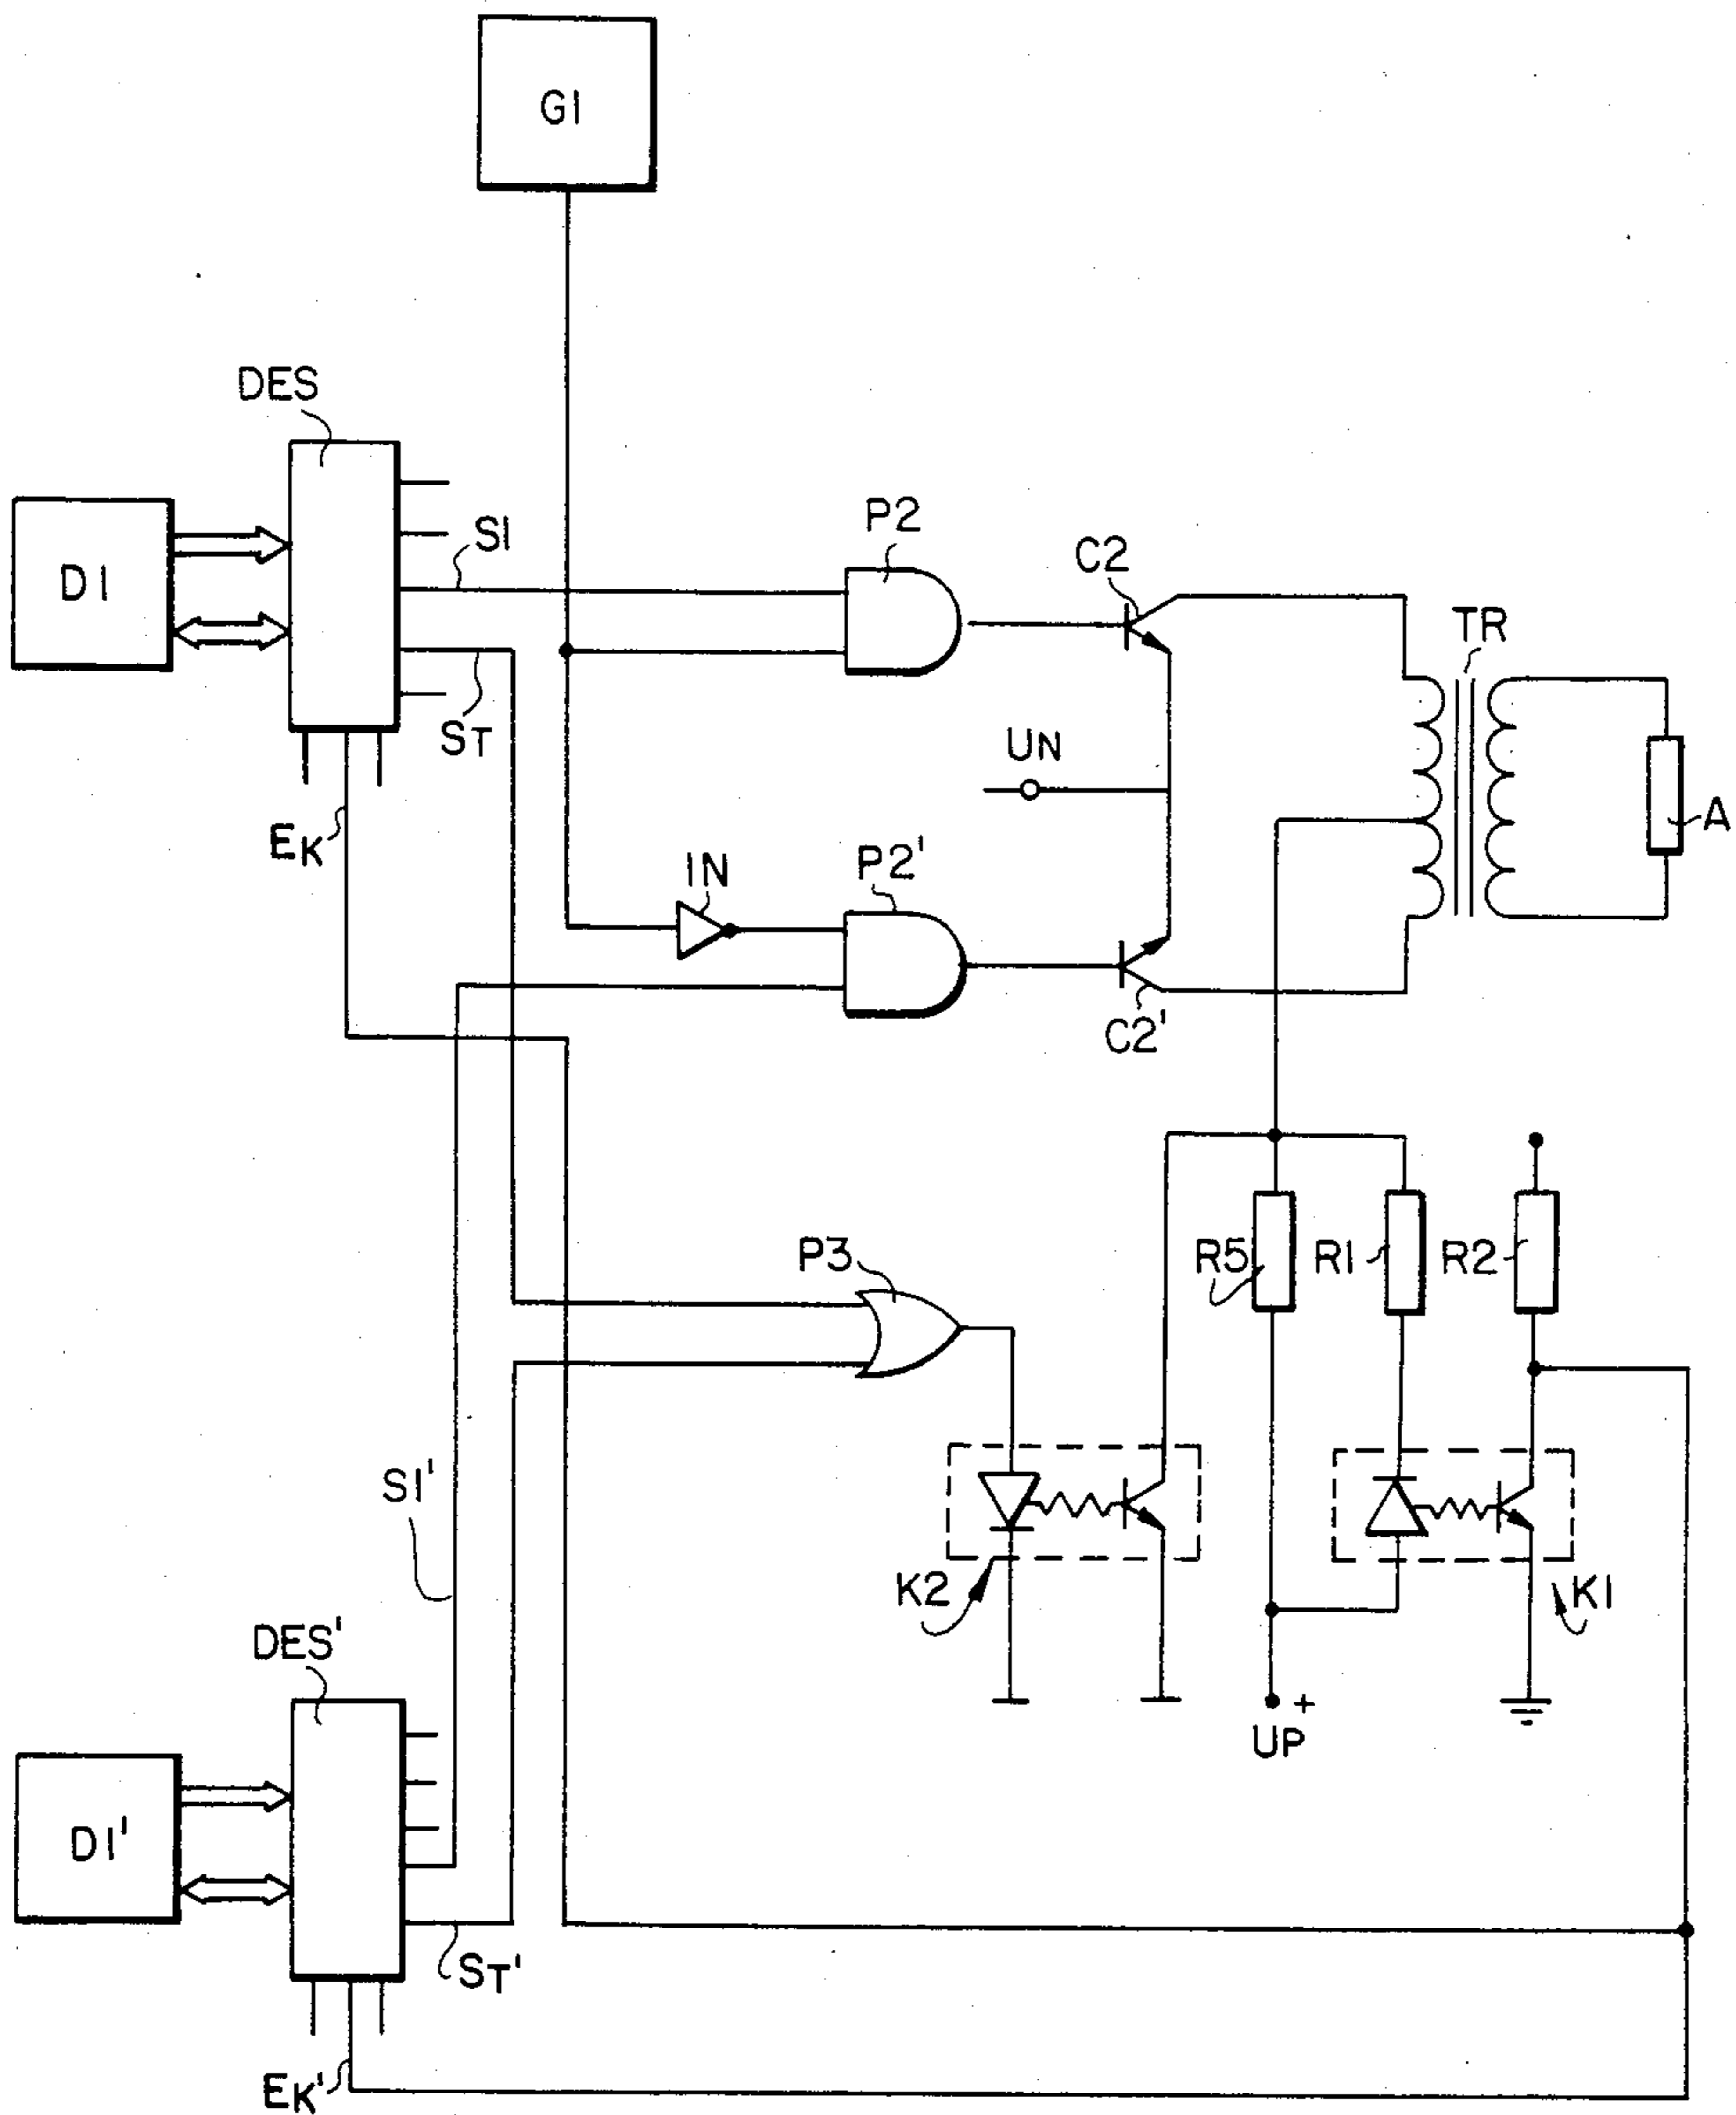 G1
DES
S1
P2
C2
D1
TR
ST
UN
A
EK
IN
P2'
C2'
P3
R5
R1
R2
S1'
K2
K1
DES'
+
UP
D1'
ST'
EK'